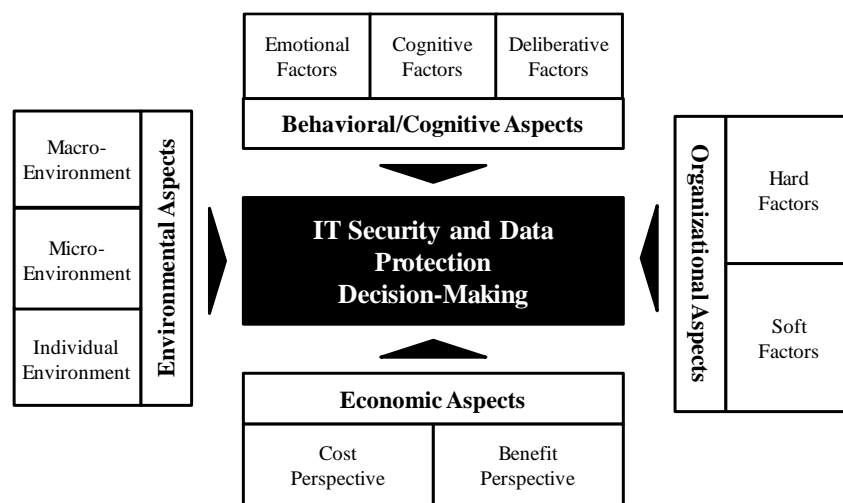 Emotional
Factors
Cognitive
Factors
Deliberative
Factors
Behavioral/Cognitive Aspects
Macro-
Environment
Micro-
Environment
Individual
Environment
Environmental Aspects
IT Security and Data
Protection
Decision-Making
Organizational Aspects
Hard
Factors
Soft
Factors
Economic Aspects
Cost
Perspective
Benefit
Perspective